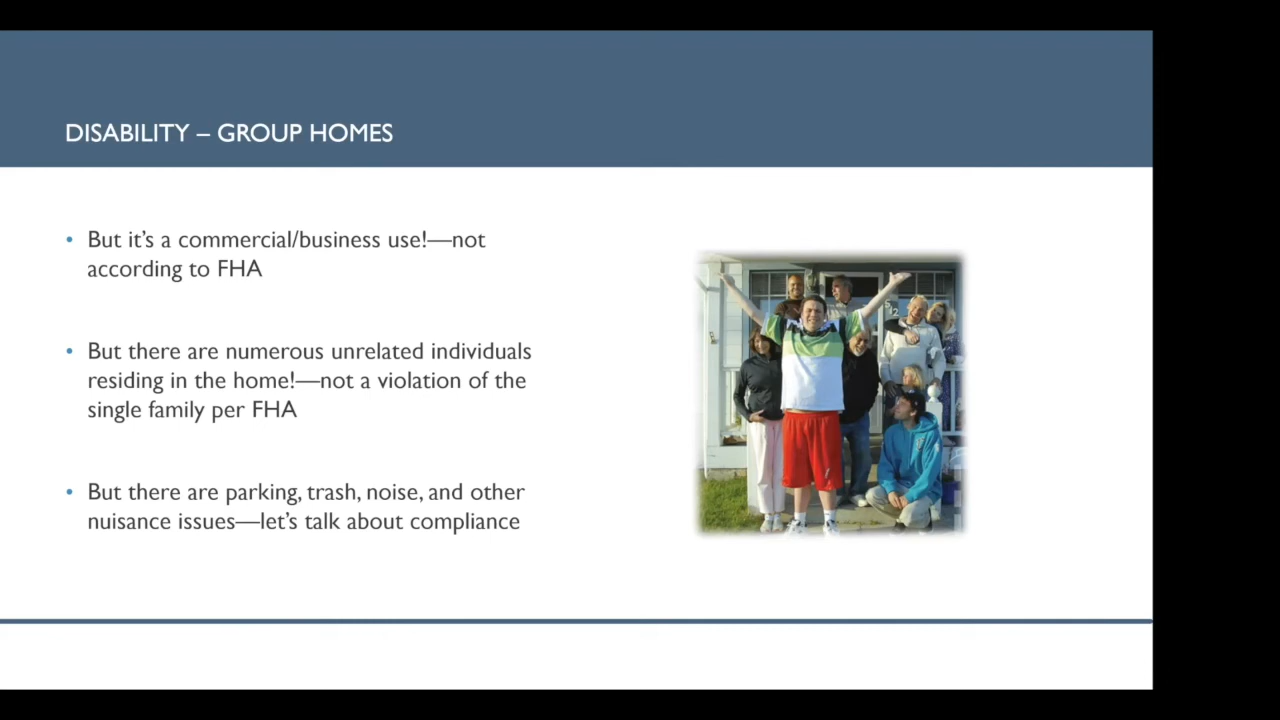 DISABILITY – GROUP HOMES
But it’s a commercial/business use!—not
according to FHA
But there are numerous unrelated individuals
residing in the home!—not a violation of the
single family per FHA
But there are parking, trash, noise, and other
nuisance issues—let’s talk about compliance